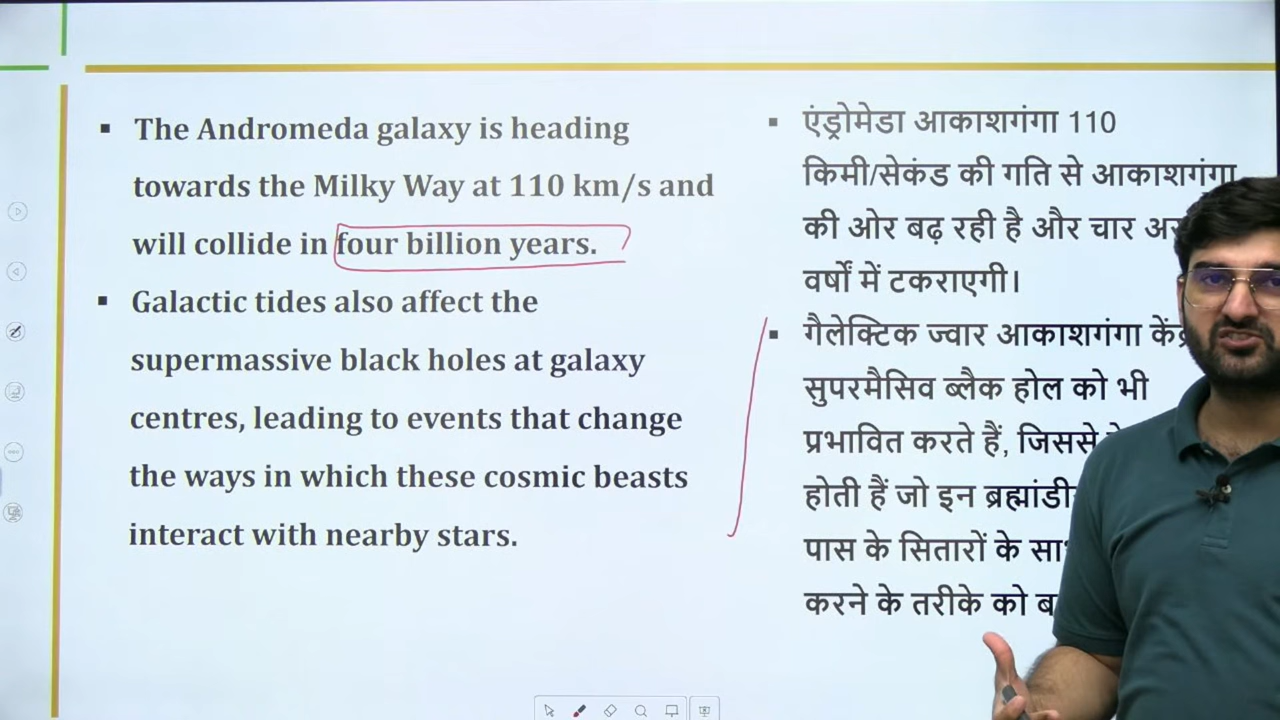 ▪ The Andromeda galaxy is heading
towards the Milky Way at 110 km/s and
will collide in four billion years.
▪ Galactic tides also affect the
supermassive black holes at galaxy
centres, leading to events that change
the ways in which these cosmic beasts
interact with nearby stars.
▪ एंड्रोमेडा आकाशगंगा 110
किमी/सेकंड की गति से आकाशगंगा
की ओर बढ़ रही है और चार
वर्षों में टकराएगी।
▪ गैलेक्टिक ज्वार आकाशगंगा
सुपरमैसिव ब्लैक होल को भी
प्रभावित करते हैं, जिससे
होती हैं जो इन
पास के सितारों के
करने के तरीके को